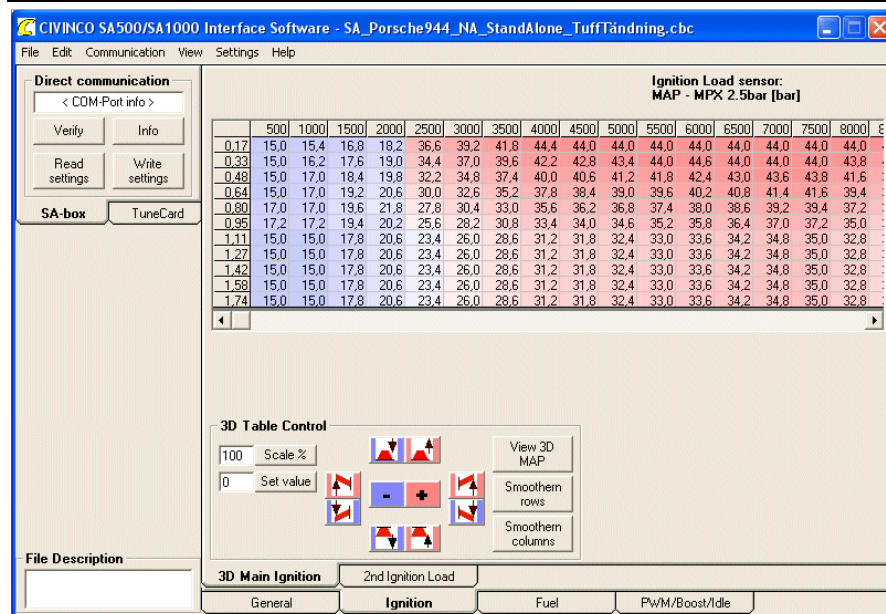 CIVINCO SA500/SA1000 Interface Software - SA_Porsche944_NA_StandAlone_TuffTändning.cbc
File Edit Communication View Settings Help
Direct communication
< COM-Port info >
Verify Info
Read settings
Write settings
SA-box TuneCard
Ignition Load sensor:
MAP - MPX 2.5bar [bar]
500 1000 1500 2000 2500 3000 3500 4000 4500 5000 5500 6000 6500 7000 7500 8000
0,17 15,0 15,4 16,8 18,2 36,6 39,2 41,8 44,4 44,0 44,0 44,0 44,0 44,0 44,0 44,0 44,0
0,33 15,0 16,2 17,6 19,0 34,4 37,0 39,6 42,2 42,8 43,4 44,0 44,6 44,0 44,0 44,0 43,8
0,48 15,0 17,0 18,4 19,8 32,2 34,8 37,4 40,0 40,6 41,2 41,8 42,4 43,0 43,6 43,8 41,6
0,64 15,0 17,0 19,2 20,6 30,0 32,6 35,2 37,8 38,4 39,0 39,6 40,2 40,8 41,4 41,6 39,4
0,80 17,0 17,0 19,6 21,8 27,8 30,4 33,0 35,6 36,2 36,8 37,4 38,0 38,6 39,2 39,4 37,2
0,95 17,2 17,2 19,4 20,2 25,6 28,2 30,8 33,4 34,0 34,6 35,2 35,8 36,4 37,0 37,2 35,0
1,11 15,0 15,0 17,8 20,6 23,4 26,0 28,6 31,2 31,8 32,4 33,0 33,6 34,2 34,8 35,0 32,8
1,27 15,0 15,0 17,8 20,6 23,4 26,0 28,6 31,2 31,8 32,4 33,0 33,6 34,2 34,8 35,0 32,8
1,42 15,0 15,0 17,8 20,6 23,4 26,0 28,6 31,2 31,8 32,4 33,0 33,6 34,2 34,8 35,0 32,8
1,58 15,0 15,0 17,8 20,6 23,4 26,0 28,6 31,2 31,8 32,4 33,0 33,6 34,2 34,8 35,0 32,8
1,74 15,0 15,0 17,8 20,6 23,4 26,0 28,6 31,2 31,8 32,4 33,0 33,6 34,2 34,8 35,0 32,8
3D Table Control
100 Scale %
0 Set value
- +
View 3D
MAP
Smoothern
rows
Smoothern
columns
File Description
3D Main Ignition 2nd Ignition Load
General Ignition Fuel PWM/Boost/Idle